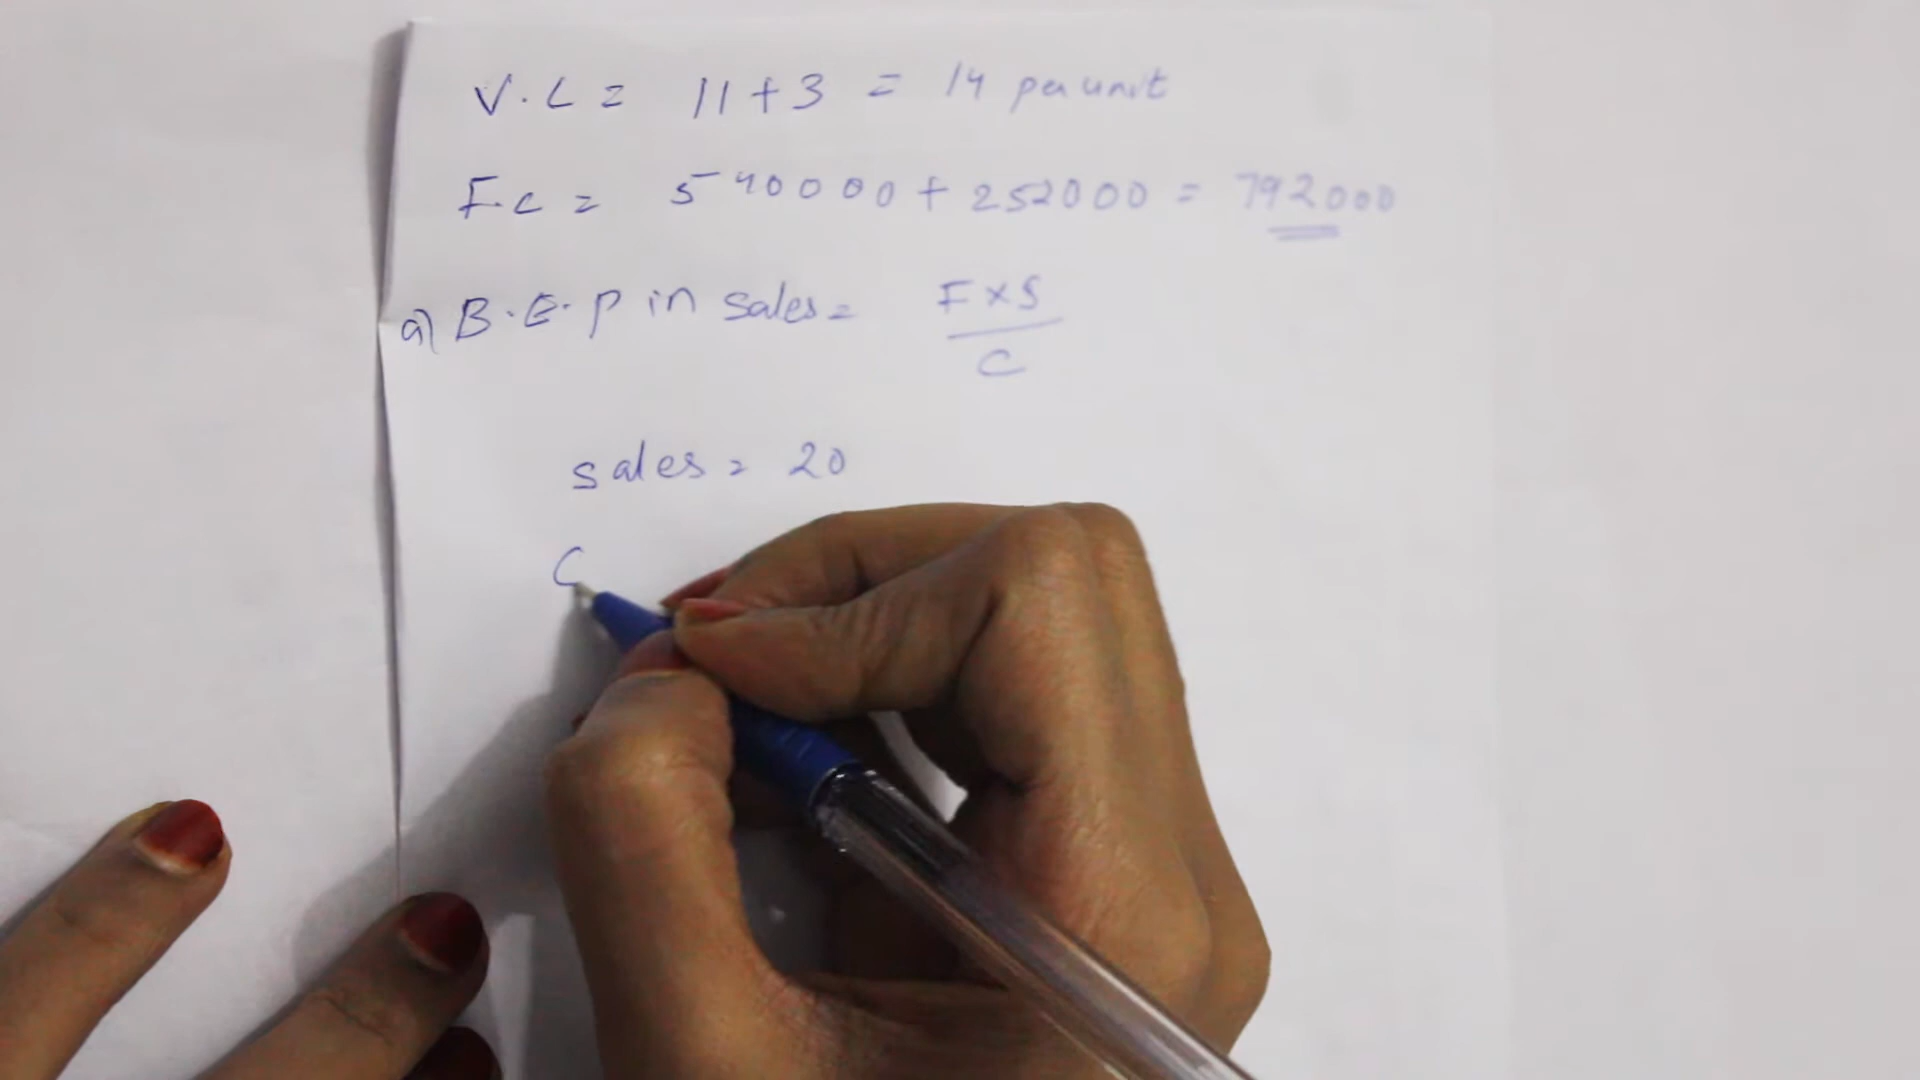 V.C = 11 + 3 = 14 per unit
F.C = 540000 + 252000 = 792000
a) B.E.P in sales = F×S
C
sales = 20
C